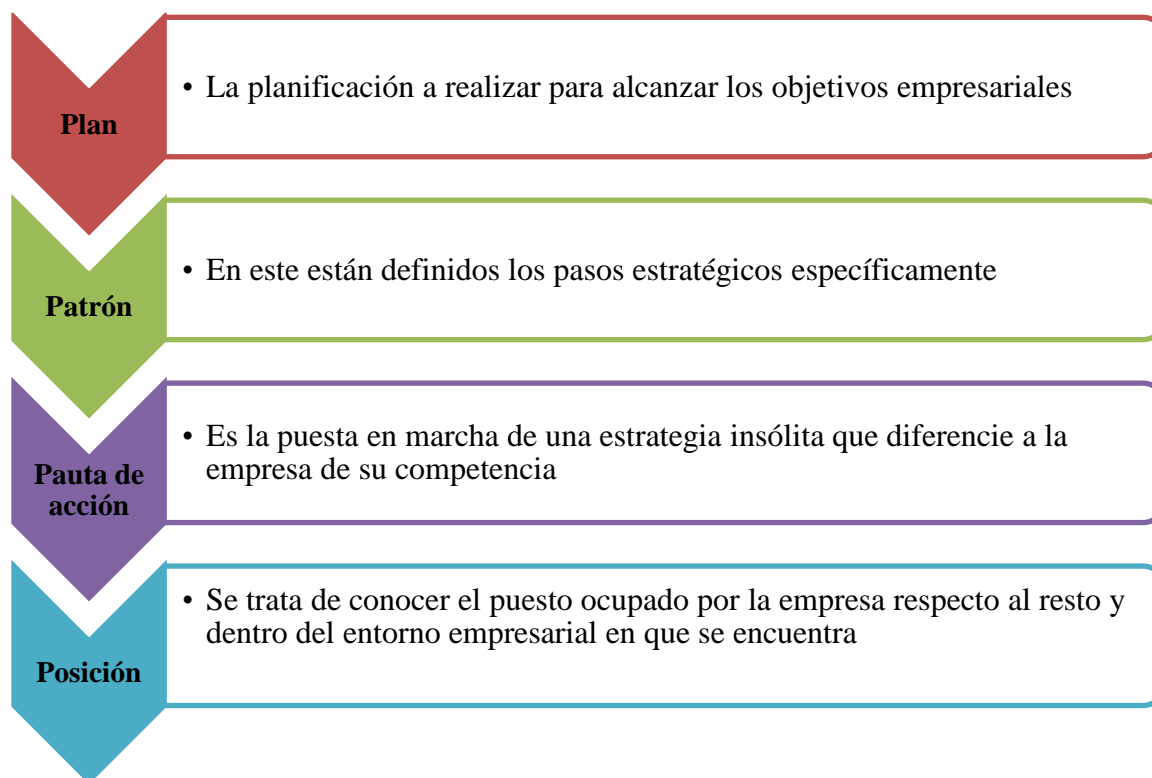 Plan
• La planificación a realizar para alcanzar los objetivos empresariales
Patrón
• En este están definidos los pasos estratégicos específicamente
Pauta de
acción
• Es la puesta en marcha de una estrategia insólita que diferencie a la
empresa de su competencia
Posición
• Se trata de conocer el puesto ocupado por la empresa respecto al resto y
dentro del entorno empresarial en que se encuentra